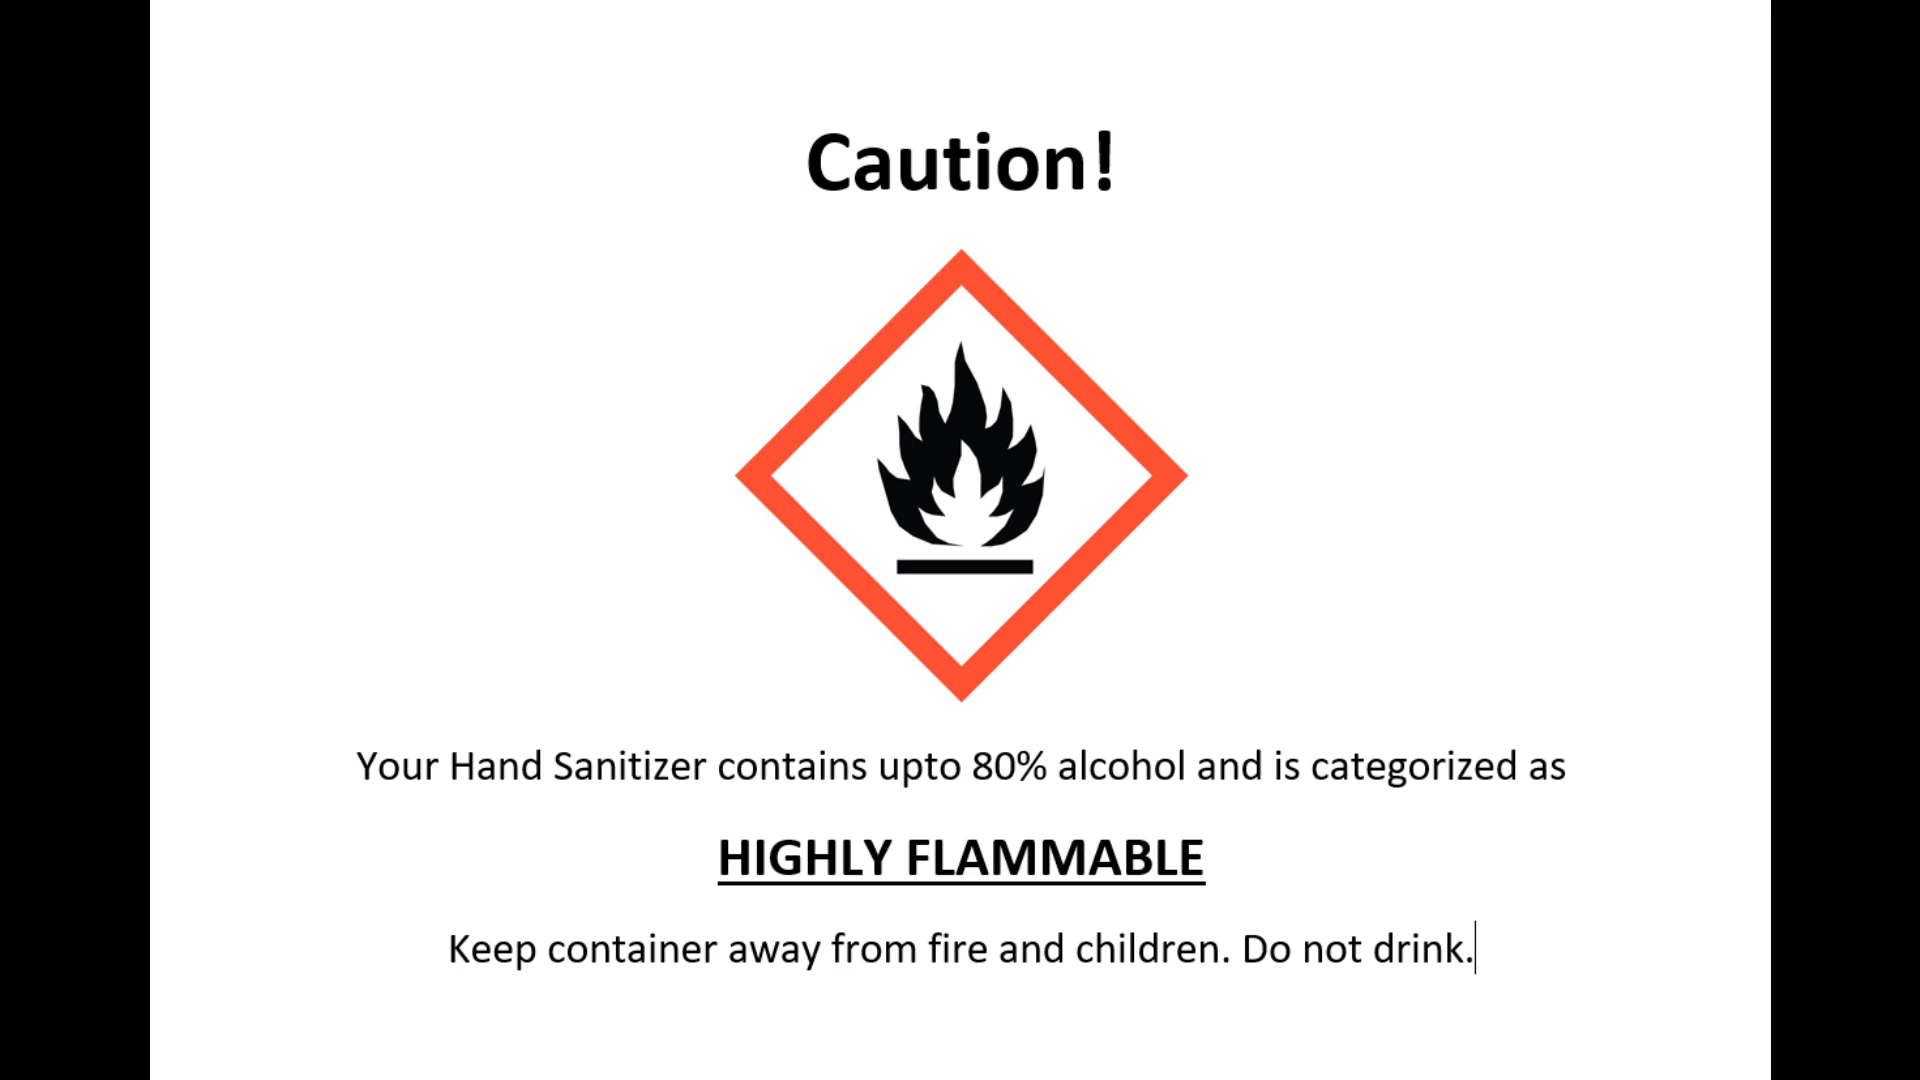 Caution!
Your Hand Sanitizer contains upto 80% alcohol and is categorized as
HIGHLY FLAMMABLE
Keep container away from fire and children. Do not drink.